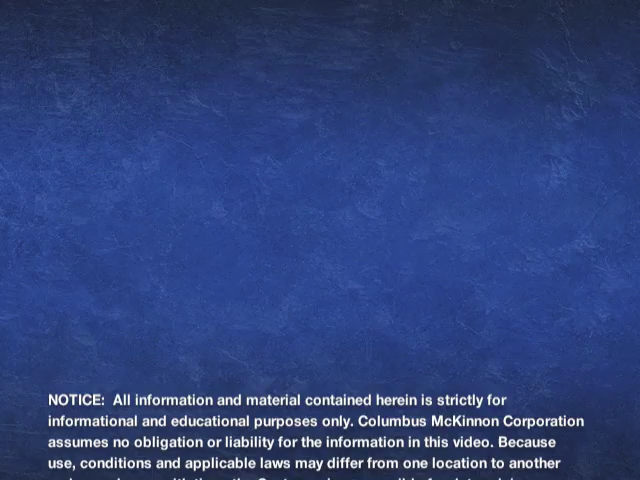 NOTICE:  All information and material contained herein is strictly for
informational and educational purposes only. Columbus McKinnon Corporation
assumes no obligation or liability for the information in this video. Because
use, conditions and applicable laws may differ from one location to another